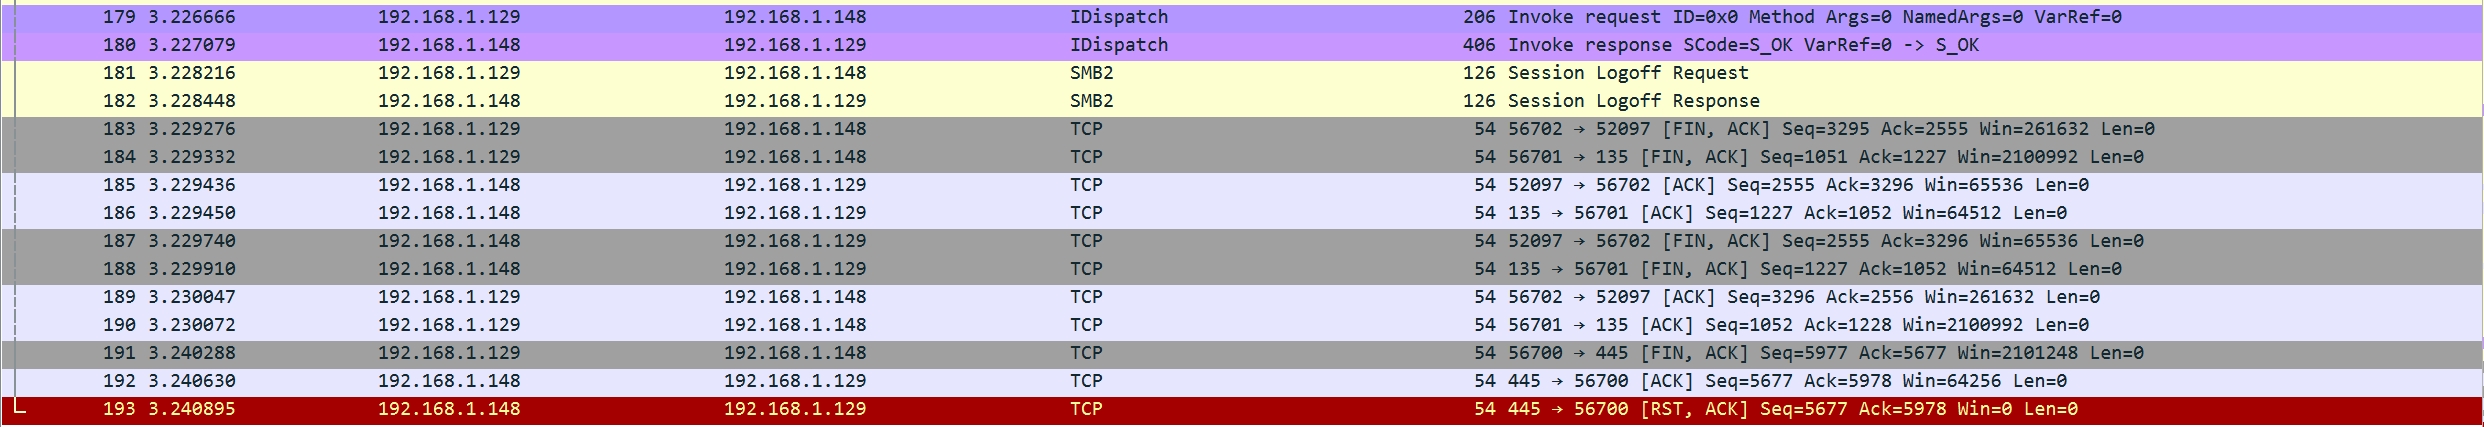 179 3.226666 192.168.1.129 192.168.1.148 IDispatch 206 Invoke request ID=0x0 Method Args=0 NamedArgs=0 VarRef=0
180 3.227079 192.168.1.148 192.168.1.129 IDispatch 406 Invoke response SCode=S_OK VarRef=0 -> S_OK
181 3.228216 192.168.1.129 192.168.1.148 SMB2 126 Session Logoff Request
182 3.228448 192.168.1.148 192.168.1.129 SMB2 126 Session Logoff Response
183 3.229276 192.168.1.129 192.168.1.148 TCP 54 56702 → 52097 [FIN, ACK] Seq=3295 Ack=2555 Win=261632 Len=0
184 3.229332 192.168.1.129 192.168.1.148 TCP 54 56701 → 135 [FIN, ACK] Seq=1051 Ack=1227 Win=2100992 Len=0
185 3.229436 192.168.1.148 192.168.1.129 TCP 54 52097 → 56702 [ACK] Seq=2555 Ack=3296 Win=65536 Len=0
186 3.229450 192.168.1.148 192.168.1.129 TCP 54 135 → 56701 [ACK] Seq=1227 Ack=1052 Win=64512 Len=0
187 3.229740 192.168.1.148 192.168.1.129 TCP 54 52097 → 56702 [FIN, ACK] Seq=2555 Ack=3296 Win=65536 Len=0
188 3.229910 192.168.1.148 192.168.1.129 TCP 54 135 → 56701 [FIN, ACK] Seq=1227 Ack=1052 Win=64512 Len=0
189 3.230047 192.168.1.129 192.168.1.148 TCP 54 56702 → 52097 [ACK] Seq=3296 Ack=2556 Win=261632 Len=0
190 3.230072 192.168.1.129 192.168.1.148 TCP 54 56701 → 135 [ACK] Seq=1052 Ack=1228 Win=2100992 Len=0
191 3.240288 192.168.1.129 192.168.1.148 TCP 54 56700 → 445 [FIN, ACK] Seq=5977 Ack=5677 Win=2101248 Len=0
192 3.240630 192.168.1.148 192.168.1.129 TCP 54 445 → 56700 [ACK] Seq=5677 Ack=5978 Win=64256 Len=0
193 3.240895 192.168.1.148 192.168.1.129 TCP 54 445 → 56700 [RST, ACK] Seq=5677 Ack=5978 Win=0 Len=0